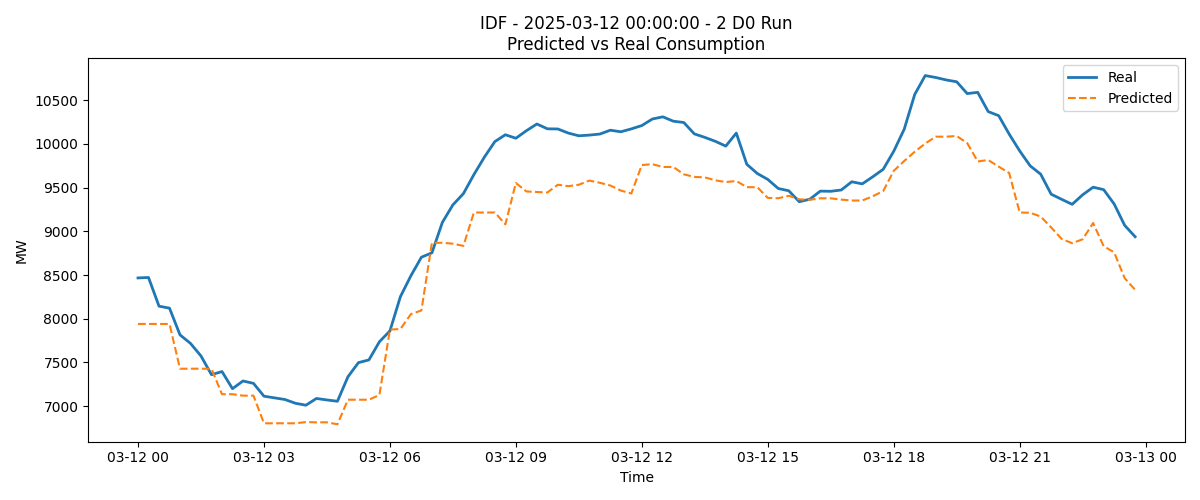 IDF - 2025-03-12 00:00:00 - 2 D0 Run
Predicted vs Real Consumption
Real
Predicted
10500
10000
9500
9000
8500
8000
7500
7000
MW
03-12 00
03-12 03
03-12 06
03-12 09
03-12 12
03-12 15
03-12 18
03-12 21
03-13 00
Time